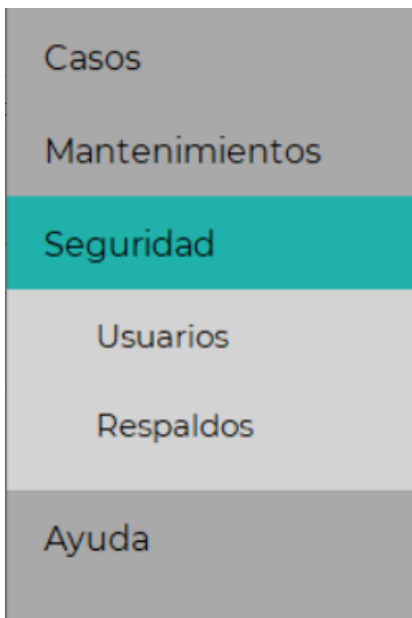 Casos
Mantenimientos
Seguridad
Usuarios
Respaldos
Ayuda